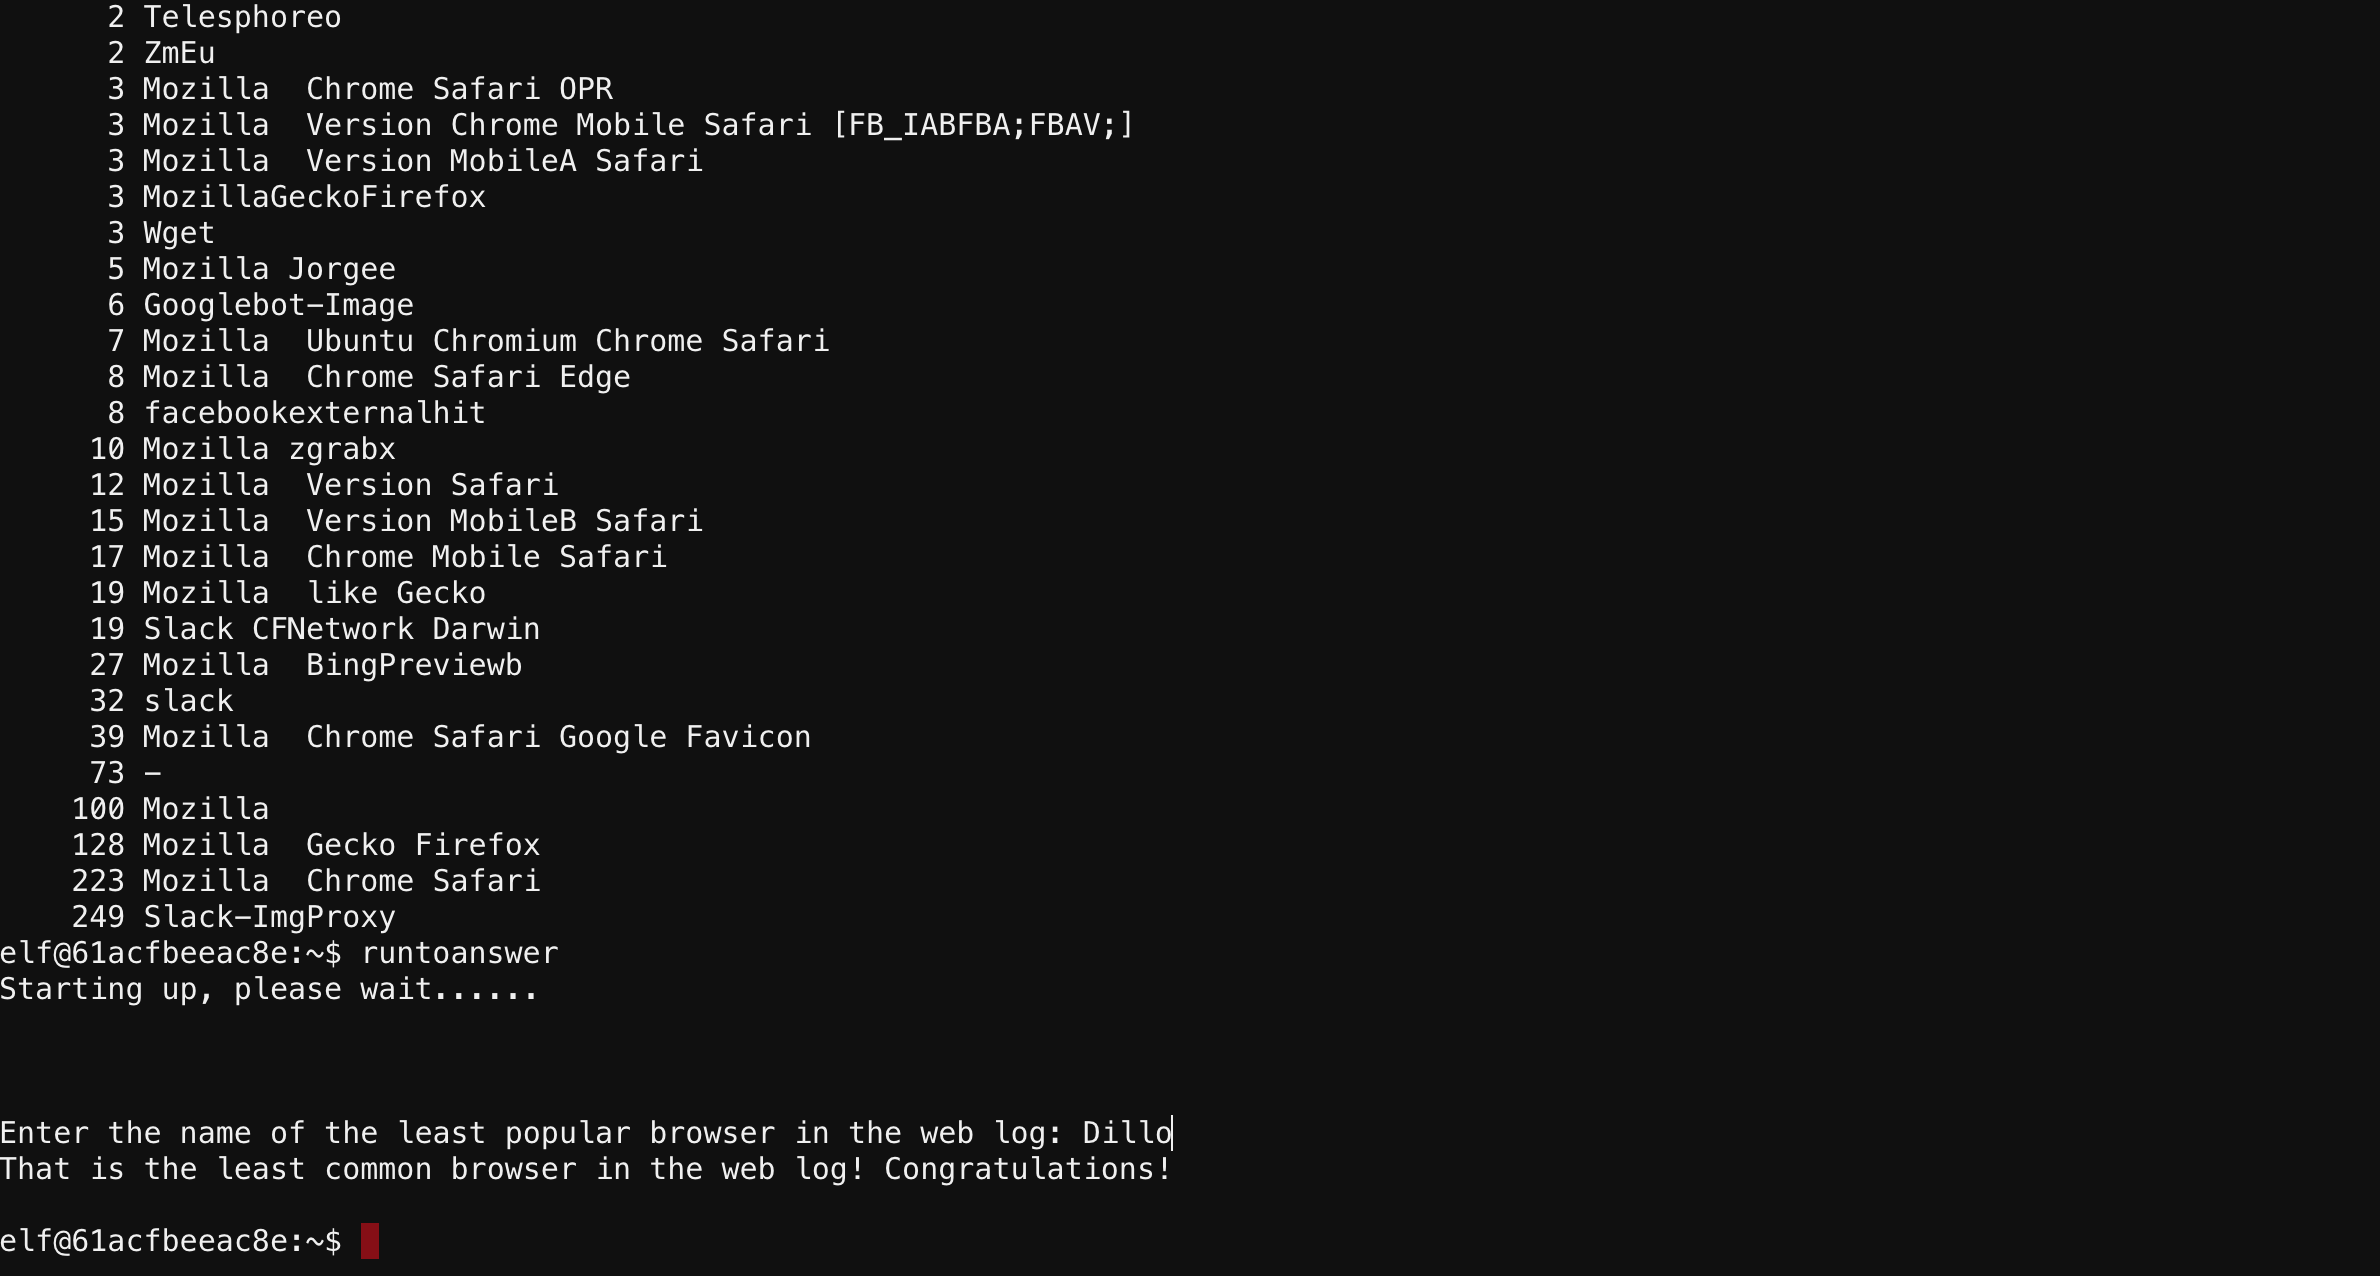 2 Telesphoreo
2 ZmEu
3 Mozilla  Chrome Safari OPR
3 Mozilla  Version Chrome Mobile Safari [FB_IABFBA;FBAV;]
3 Mozilla  Version MobileA Safari
3 MozillaGeckoFirefox
3 Wget
5 Mozilla Jorgee
6 Googlebot-Image
7 Mozilla  Ubuntu Chromium Chrome Safari
8 Mozilla  Chrome Safari Edge
8 facebookexternalhit
10 Mozilla zgrabx
12 Mozilla  Version Safari
15 Mozilla  Version MobileB Safari
17 Mozilla  Chrome Mobile Safari
19 Mozilla  like Gecko
19 Slack CFNetwork Darwin
27 Mozilla  BingPreviewb
32 slack
39 Mozilla  Chrome Safari Google Favicon
73 -
100 Mozilla
128 Mozilla  Gecko Firefox
223 Mozilla  Chrome Safari
249 Slack-ImgProxy
elf@61acfbeeac8e:~$ runtoanswer
Starting up, please wait......
Enter the name of the least popular browser in the web log: Dillo
That is the least common browser in the web log! Congratulations!
elf@61acfbeeac8e:~$